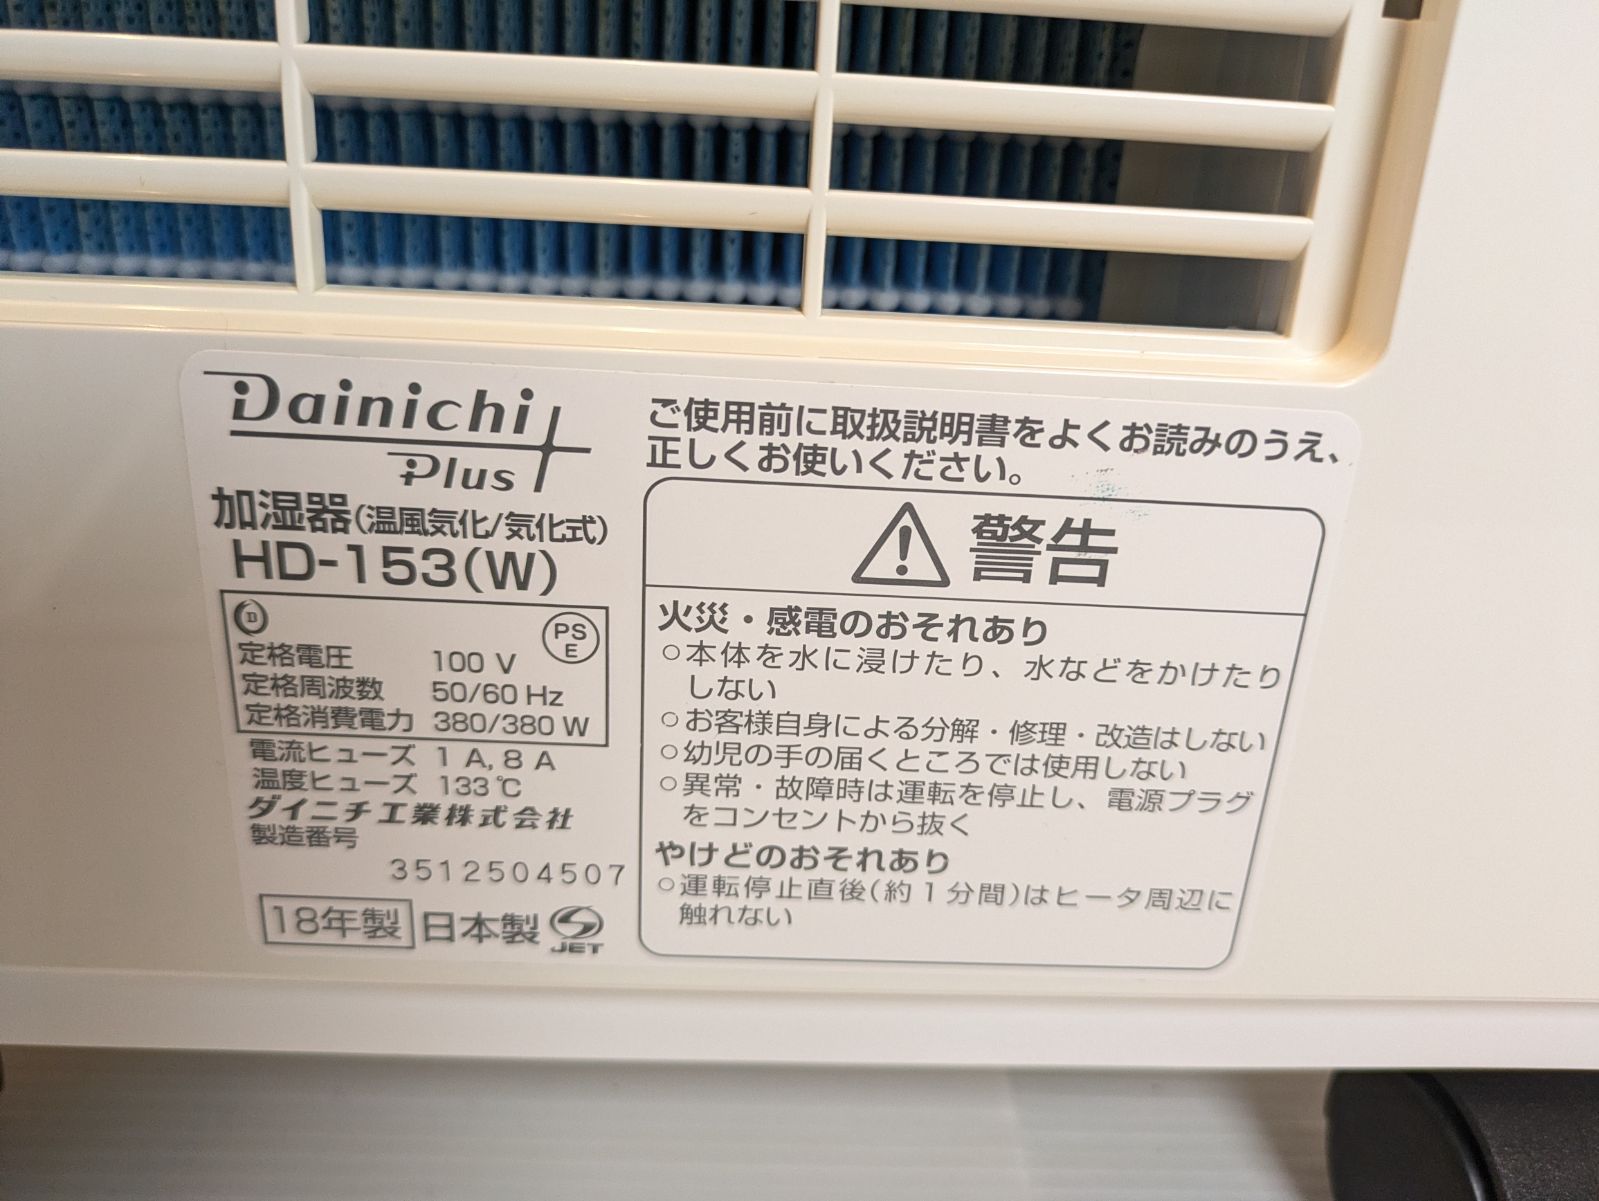 Dainichi
Plus
加湿器(温風気化/気化式)
HD-153(W)
D
PS
E
定格電圧 100 V
定格周波数 50/60 Hz
定格消費電力 380/380 W
電流ヒューズ 1 A, 8 A
温度ヒューズ 133℃
ダイニチ工業株式会社
製造番号
3512504507
18年製 日本製 JET
ご使用前に取扱説明書をよくお読みのうえ、
正しくお使いください。
警告
火災・感電のおそれあり
○本体を水に浸けたり、水などをかけたり
しない
○お客様自身による分解・修理・改造はしない
○幼児の手の届くところでは使用しない
○異常・故障時は運転を停止し、電源プラグ
をコンセントから抜く
やけどのおそれあり
○運転停止直後(約1分間)はヒータ周辺に
触れない